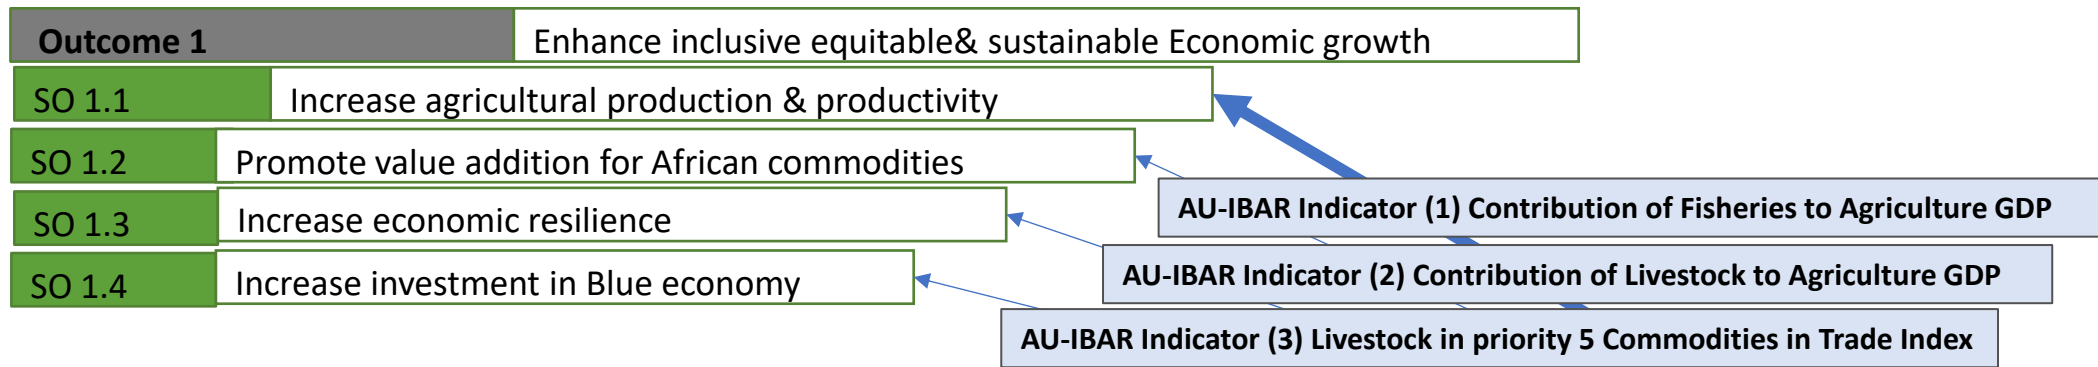 Outcome 1
Enhance inclusive equitable& sustainable Economic growth
SO 1.1
Increase agricultural production & productivity
SO 1.2
Promote value addition for African commodities
SO 1.3
Increase economic resilience
SO 1.4
Increase investment in Blue economy
AU-IBAR Indicator (1) Contribution of Fisheries to Agriculture GDP
AU-IBAR Indicator (2) Contribution of Livestock to Agriculture GDP
AU-IBAR Indicator (3) Livestock in priority 5 Commodities in Trade Index